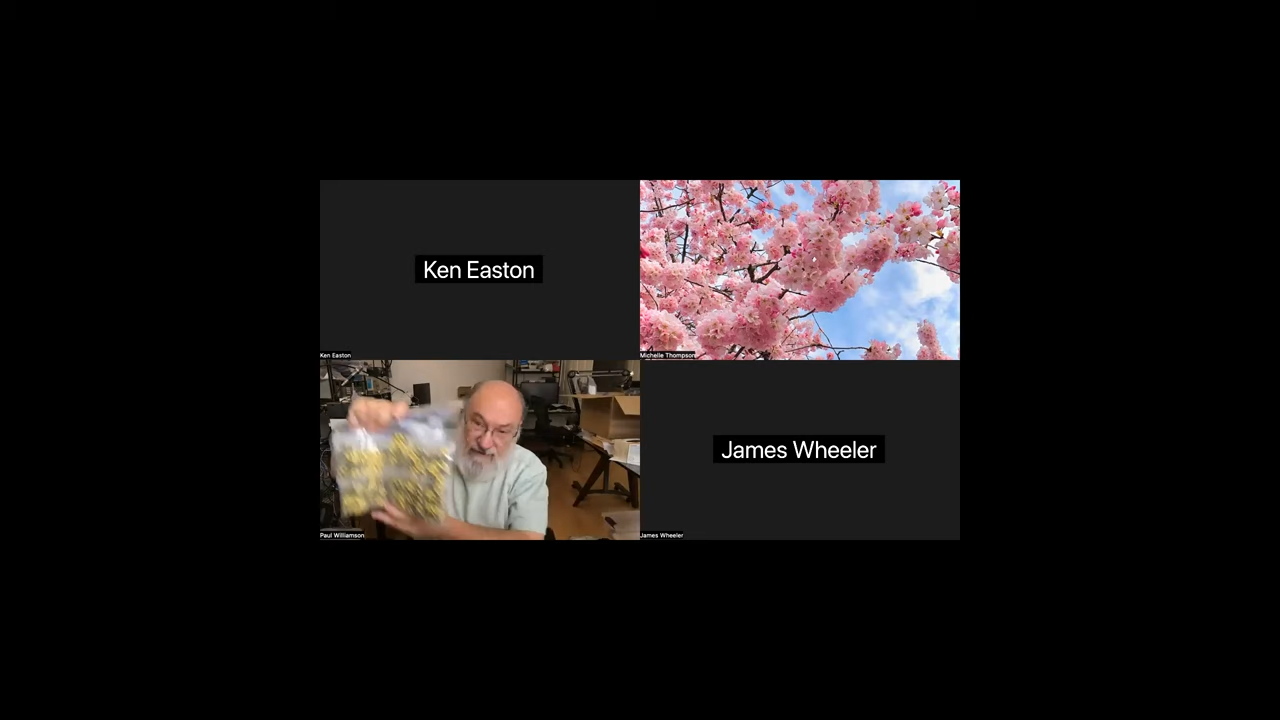 Ken Easton
Ken Easton
Michelle Thompson
Paul Williamson
James Wheeler
James Wheeler